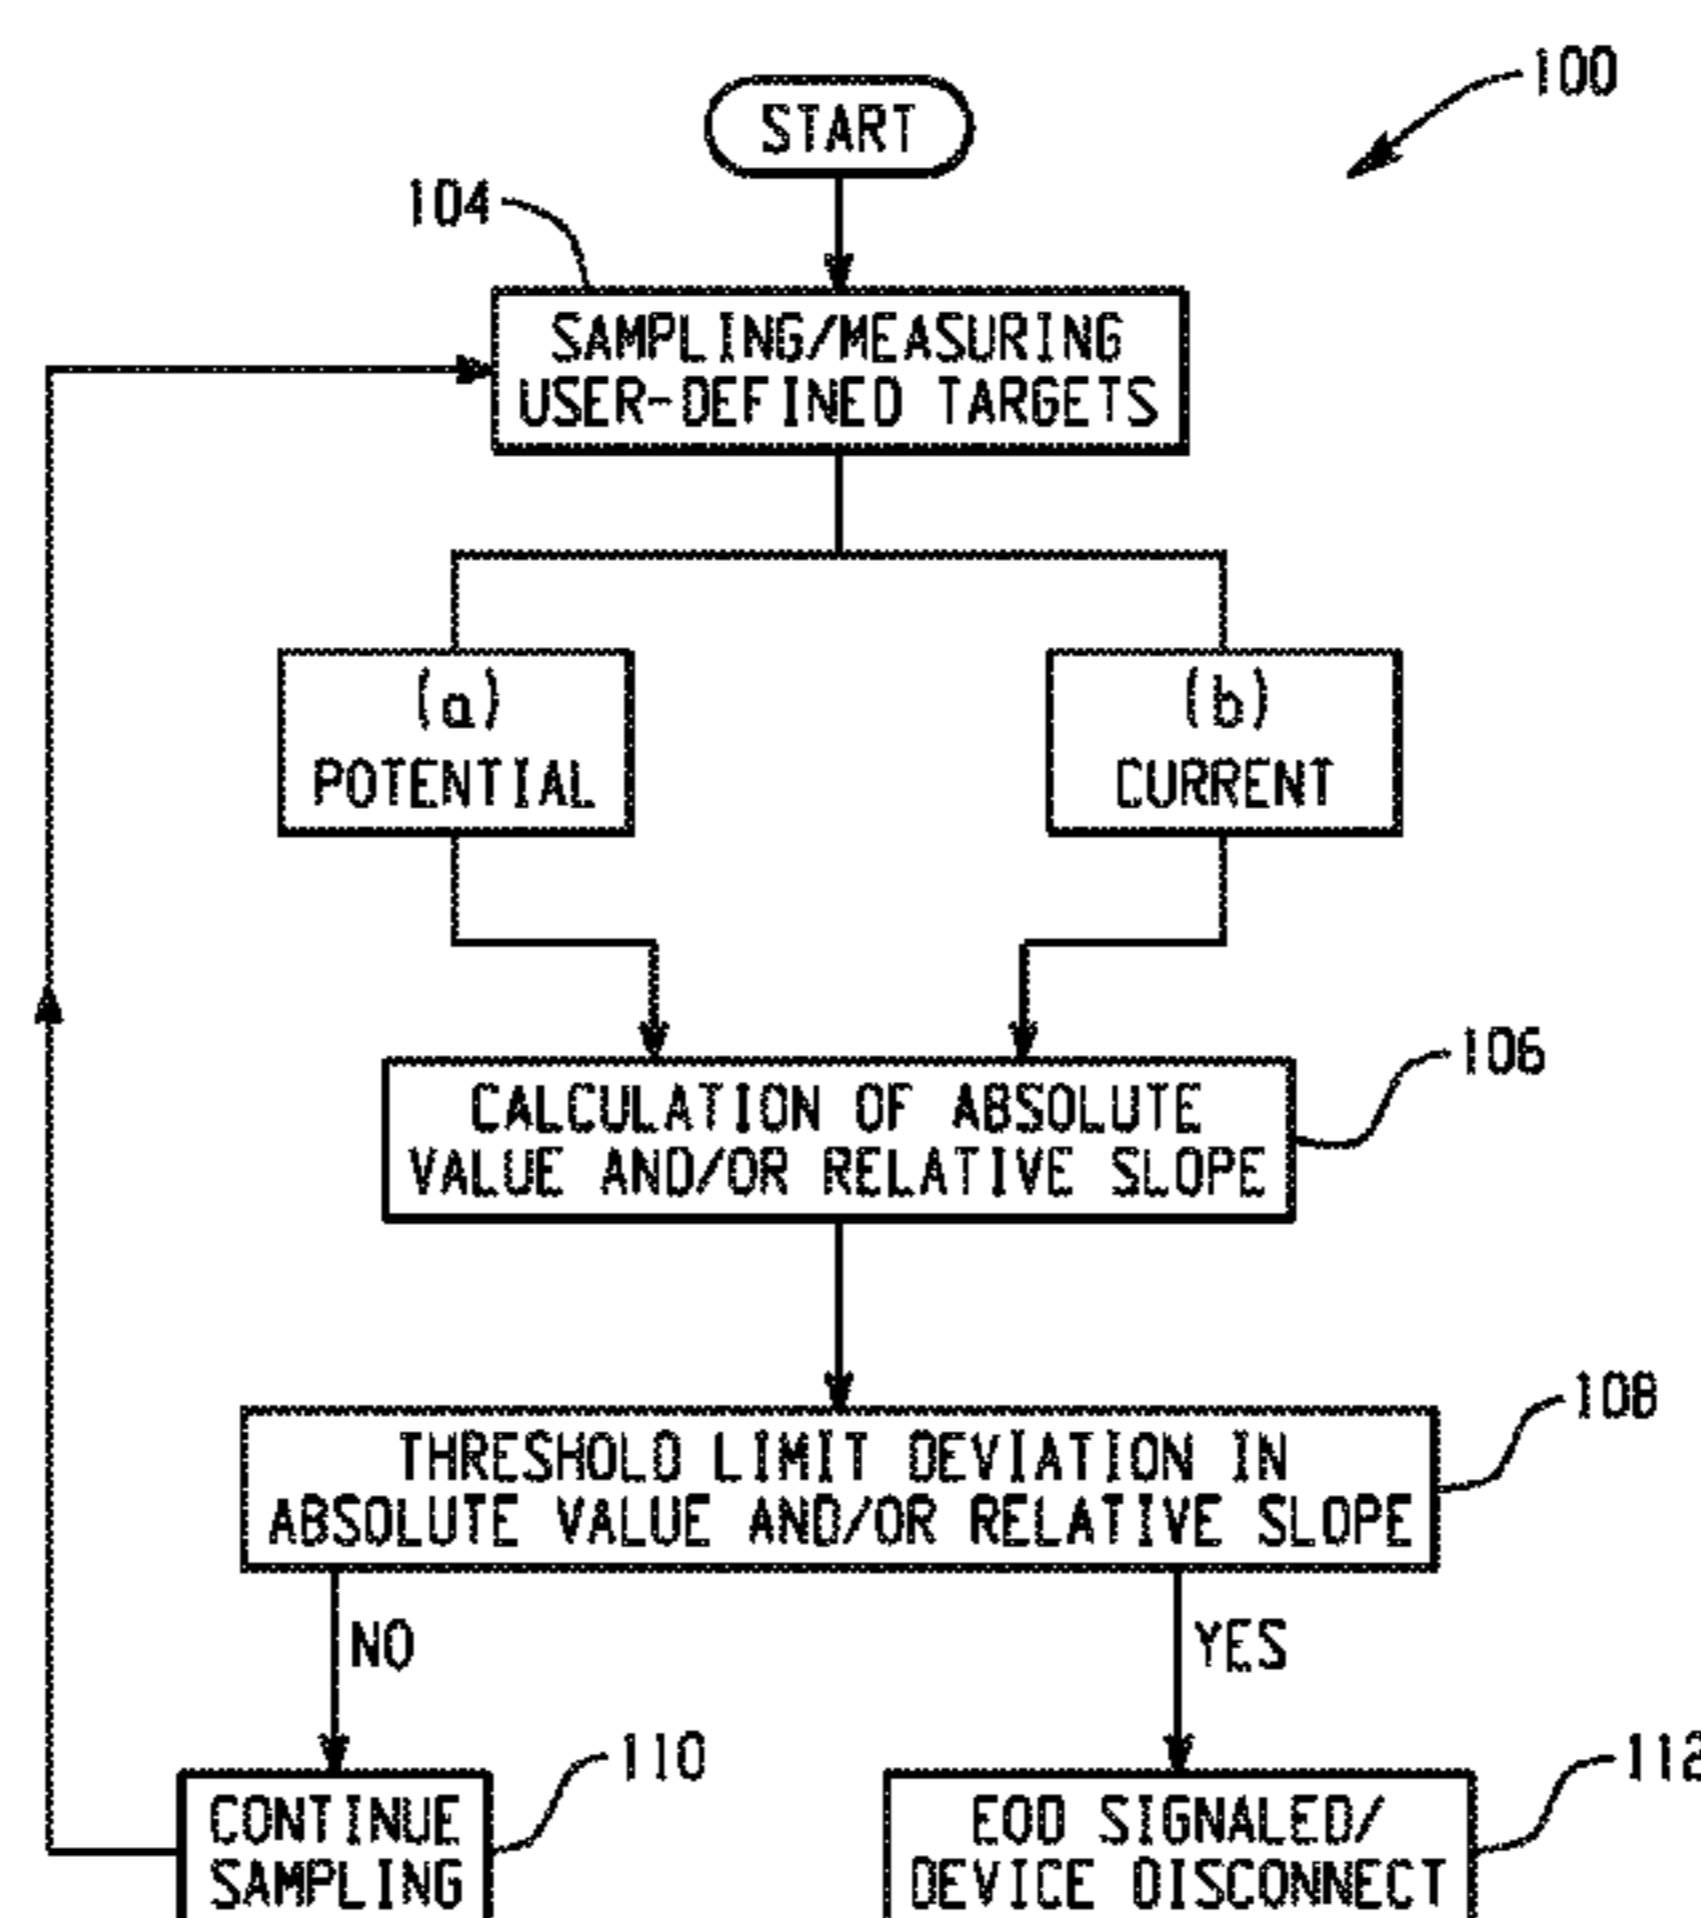 100
START
104
SAMPLING/MEASURING
USER-DEFINED TARGETS
(a)
POTENTIAL
(b)
CURRENT
106
CALCULATION OF ABSOLUTE
VALUE AND/OR RELATIVE SLOPE
108
THRESHOLD LIMIT DEVIATION IN
ABSOLUTE VALUE AND/OR RELATIVE SLOPE
NO
YES
110
CONTINUE
SAMPLING
112
EOD SIGNALED/
DEVICE DISCONNECT